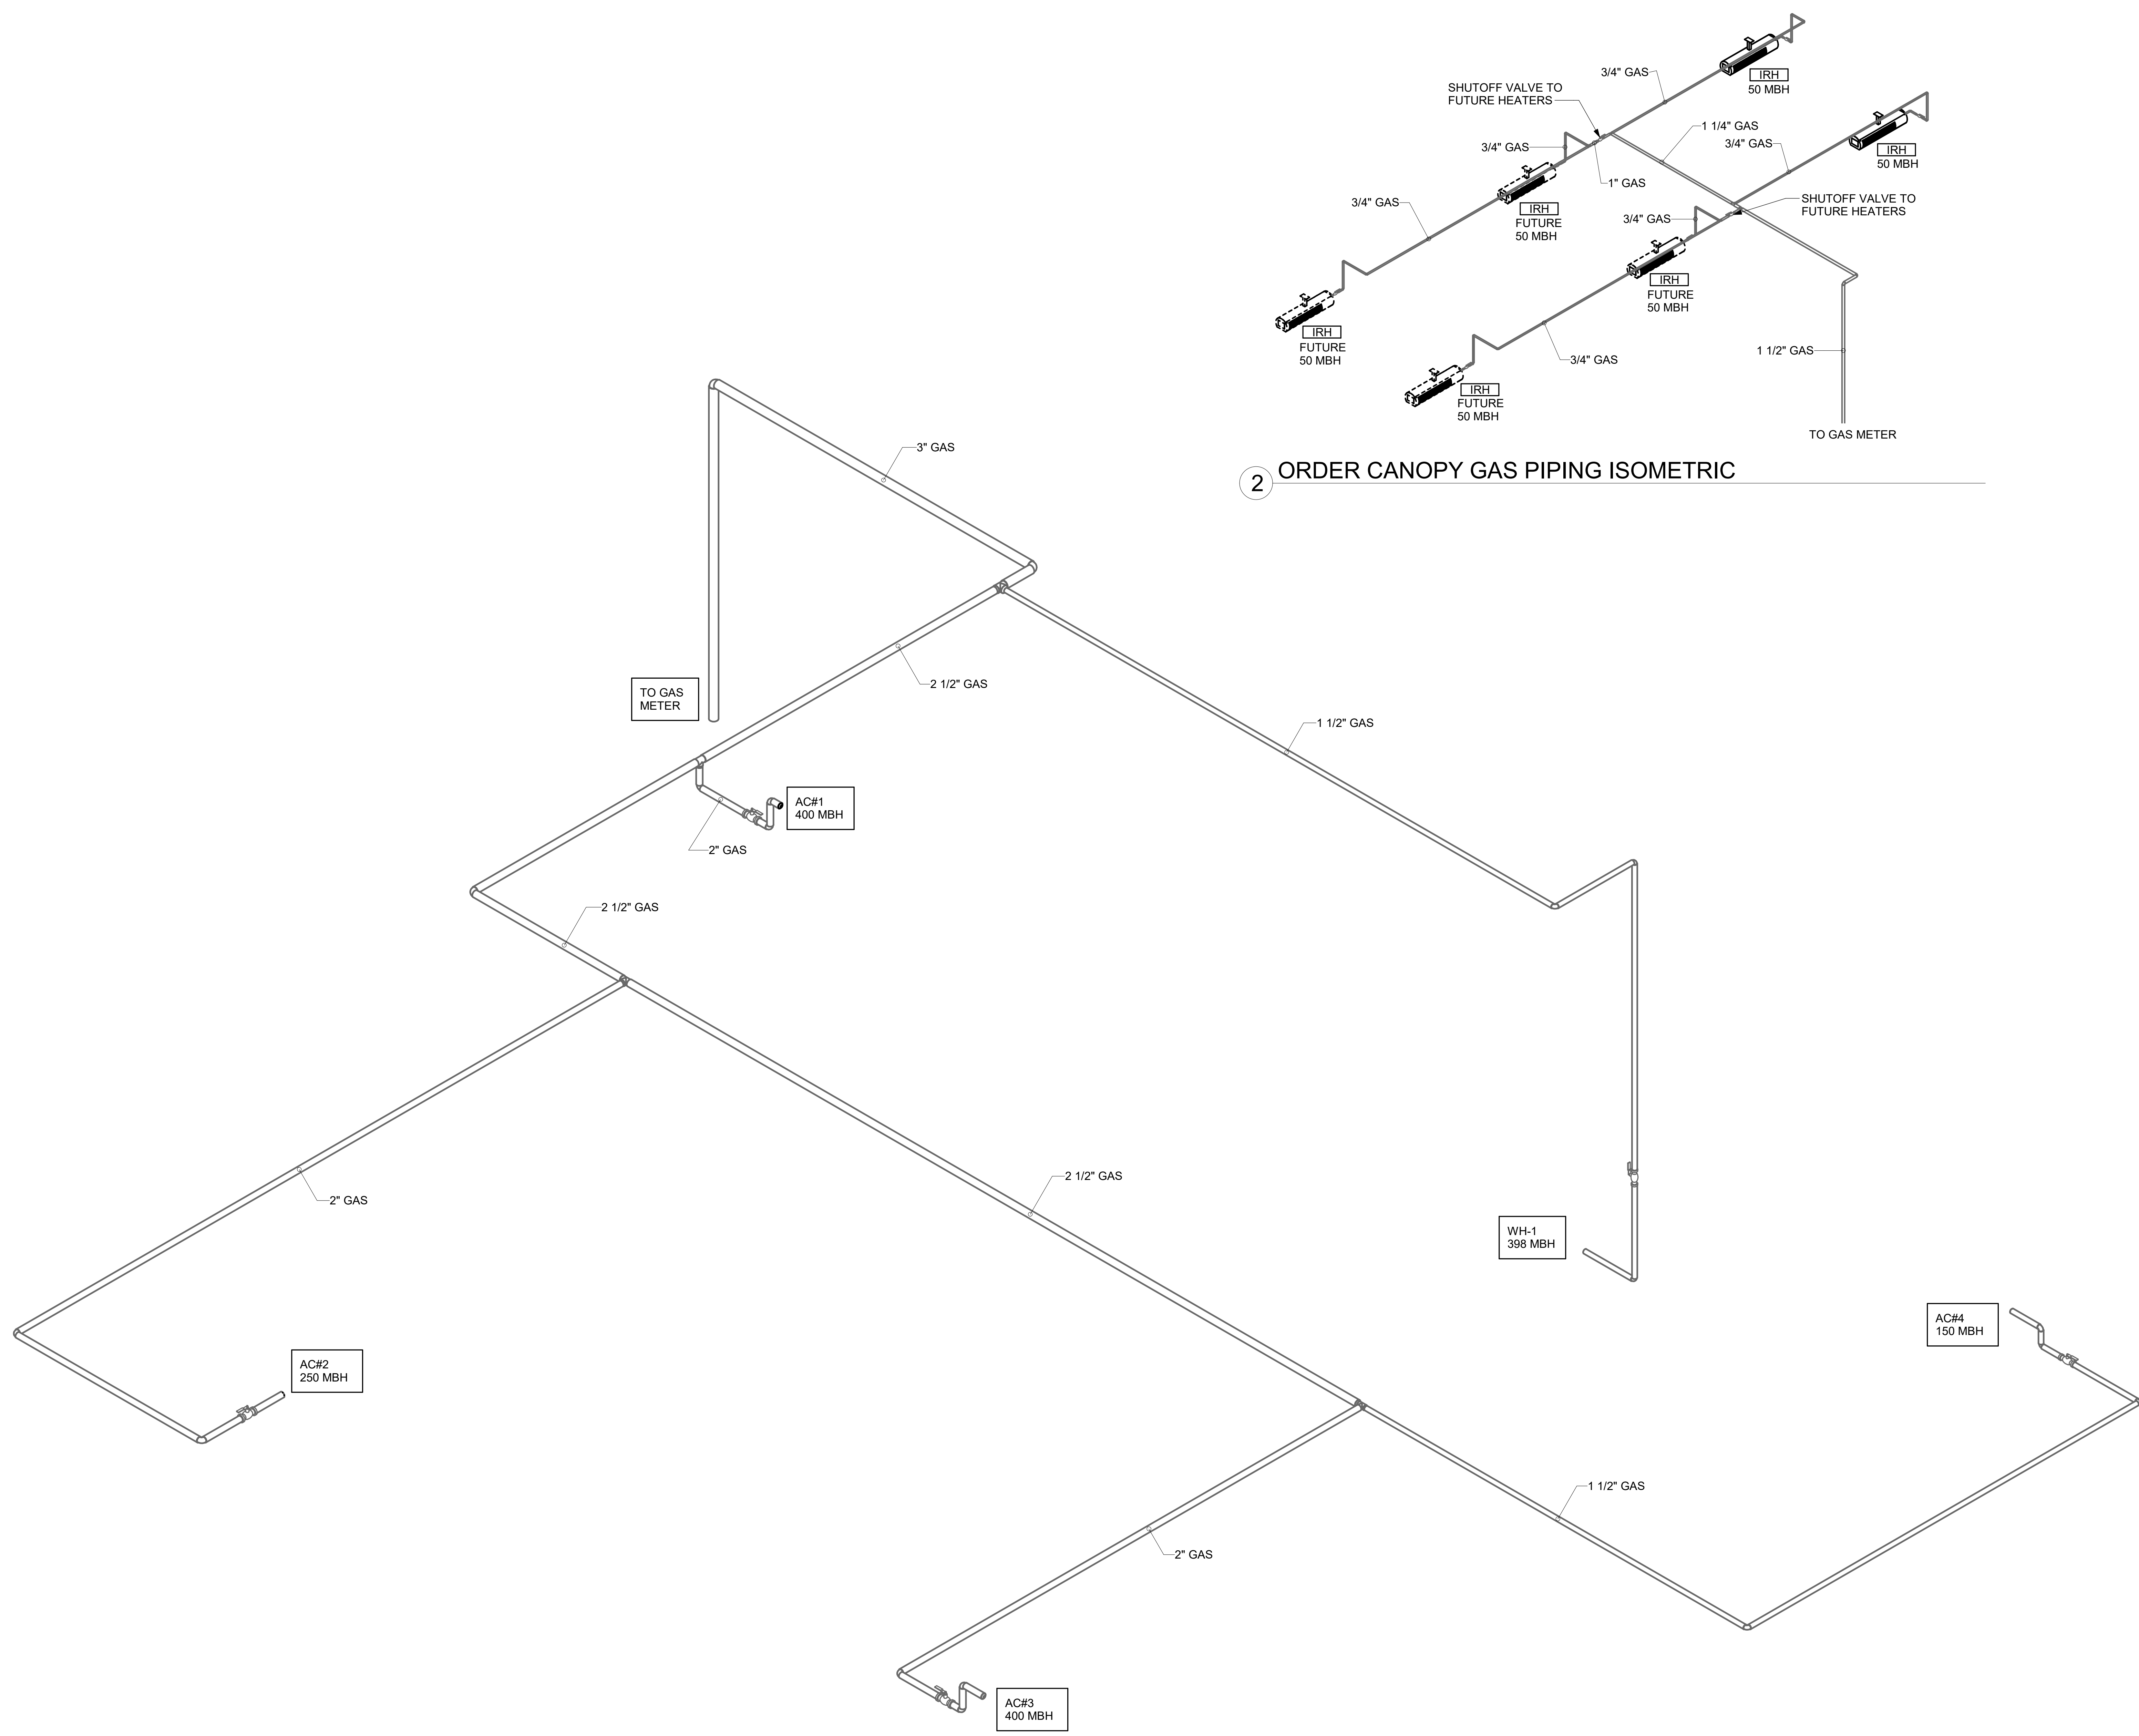 3/4" GAS
IRH
50 MBH
SHUTOFF VALVE TO
FUTURE HEATERS
1 1/4" GAS
3/4" GAS
3/4" GAS
IRH
50 MBH
1" GAS
3/4" GAS
IRH
FUTURE
50 MBH
3/4" GAS
SHUTOFF VALVE TO
FUTURE HEATERS
IRH
FUTURE
50 MBH
IRH
FUTURE
50 MBH
3/4" GAS
1 1/2" GAS
IRH
FUTURE
50 MBH
TO GAS METER
2 ORDER CANOPY GAS PIPING ISOMETRIC
3" GAS
2 1/2" GAS
TO GAS
METER
1 1/2" GAS
AC#1
400 MBH
2" GAS
2 1/2" GAS
2 1/2" GAS
2" GAS
WH-1
398 MBH
AC#4
150 MBH
AC#2
250 MBH
1 1/2" GAS
2" GAS
AC#3
400 MBH